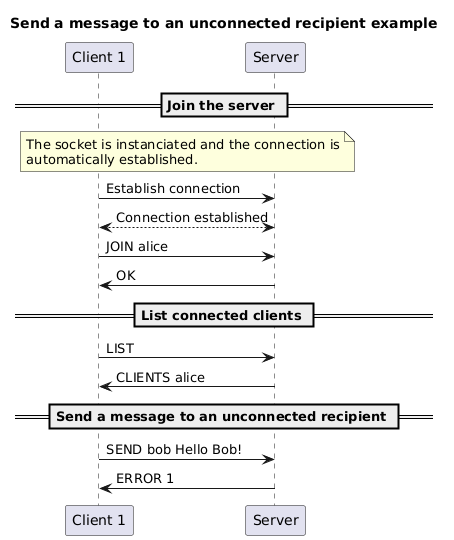 Send a message to an unconnected recipient example
Client 1
Server
Join the server
The socket is instanciated and the connection is
automatically established.
Establish connection
Connection established
JOIN alice
OK
List connected clients
LIST
CLIENTS alice
Send a message to an unconnected recipient
SEND bob Hello Bob!
ERROR 1
Client 1
Server